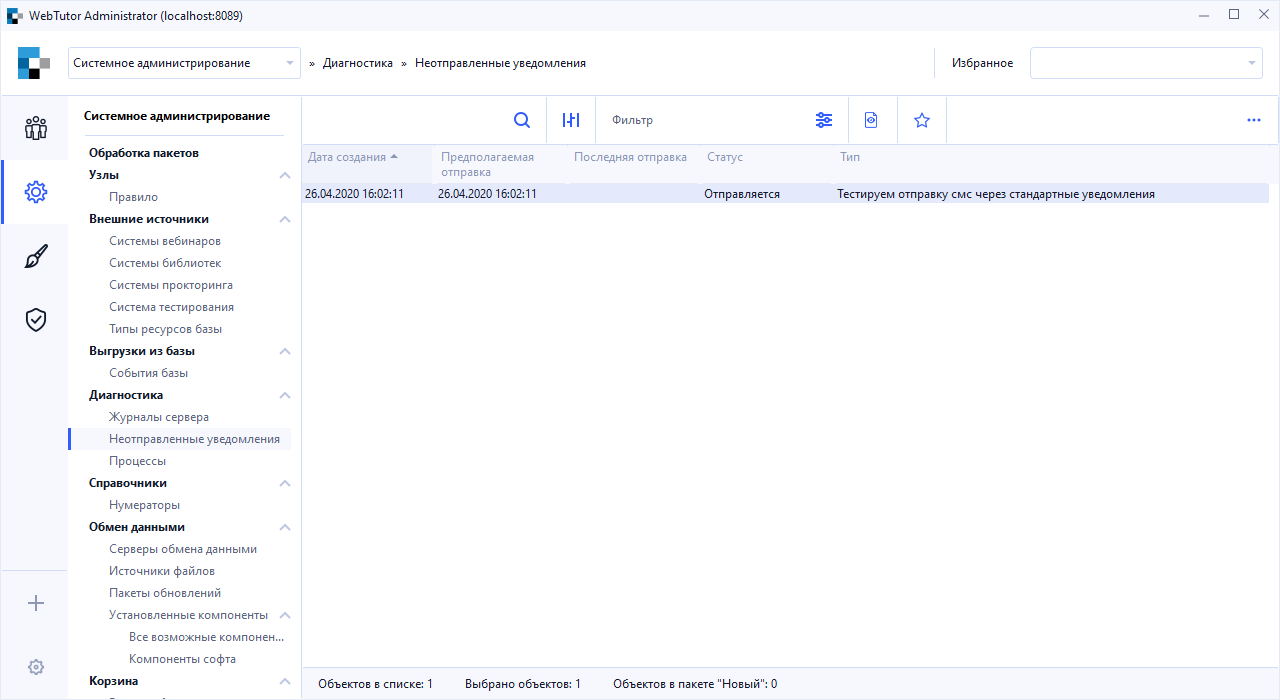 WebTutor Administrator (localhost:8089)
Системное администрирование » Диагностика » Неотправленные уведомления Избранное
Системное администрирование
Обработка пакетов
Узлы
Правило
Внешние источники
Системы вебинаров
Системы библиотек
Системы прокторинга
Система тестирования
Типы ресурсов базы
Выгрузки из базы
События базы
Диагностика
Журналы сервера
Неотправленные уведомления
Процессы
Справочники
Нумераторы
Обмен данными
Серверы обмена данными
Источники файлов
Пакеты обновлений
Установленные компоненты
Все возможные компонен...
Компоненты софта
Корзина
Фильтр
Дата создания Предполагаемая отправка Последняя отправка Статус Тип
26.04.2020 16:02:11 26.04.2020 16:02:11 Отправляется Тестируем отправку смс через стандартные уведомления
Объектов в списке: 1 Выбрано объектов: 1 Объектов в пакете "Новый": 0